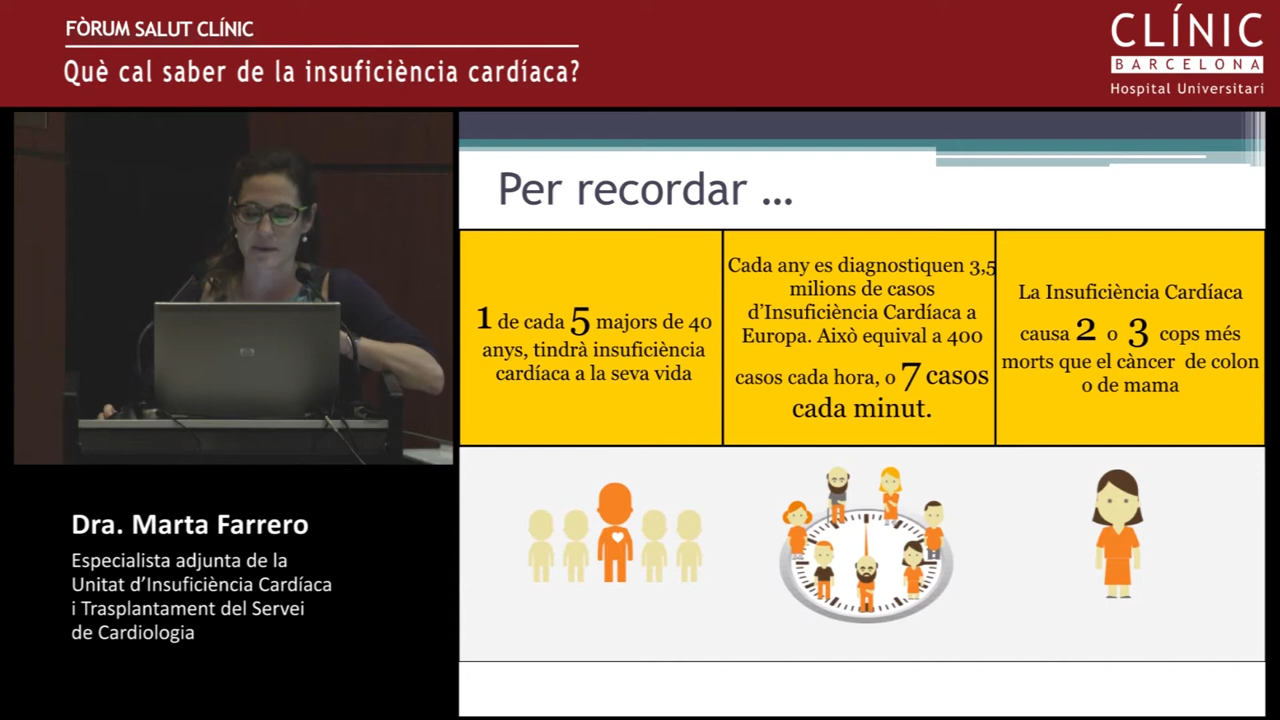 FÒRUM SALUT CLÍNIC
Què cal saber de la insuficiència cardíaca?
CLÍNIC
BARCELONA
Hospital Universitari
Per recordar ...
1 de cada 5 majors de 40
anys, tindrà insuficiència
cardíaca a la seva vida
Cada any es diagnostiquen 3,5
milions de casos
d’Insuficiència Cardíaca a
Europa. Això equival a 400
casos cada hora, o 7 casos
cada minut.
La Insuficiència Cardíaca
causa 2 o 3 cops més
morts que el càncer de colon
o de mama
hp
Dra. Marta Farrero
Especialista adjunta de la
Unitat d’Insuficiència Cardíaca
i Trasplantament del Servei
de Cardiologia